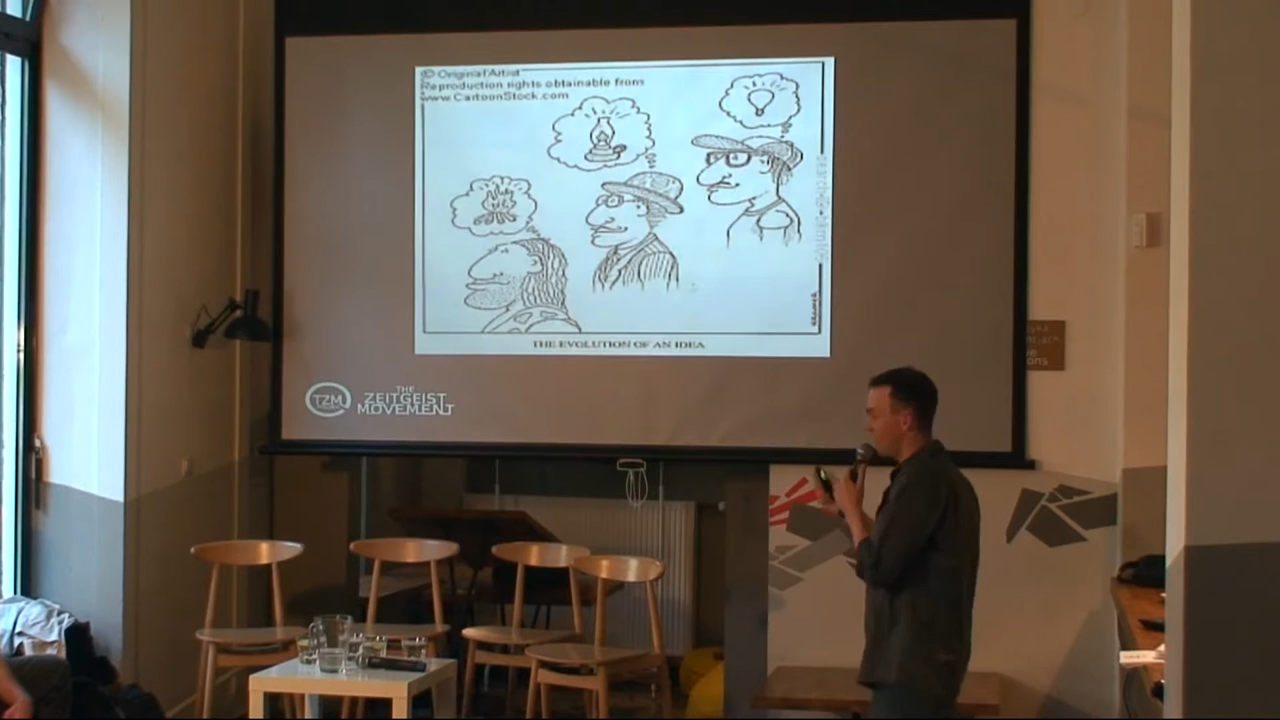 © Original Artist
Reproduction rights obtainable from
www.CartoonStock.com
THE EVOLUTION OF AN IDEA
TZM
THE
ZEITGEIST
MOVEMENT